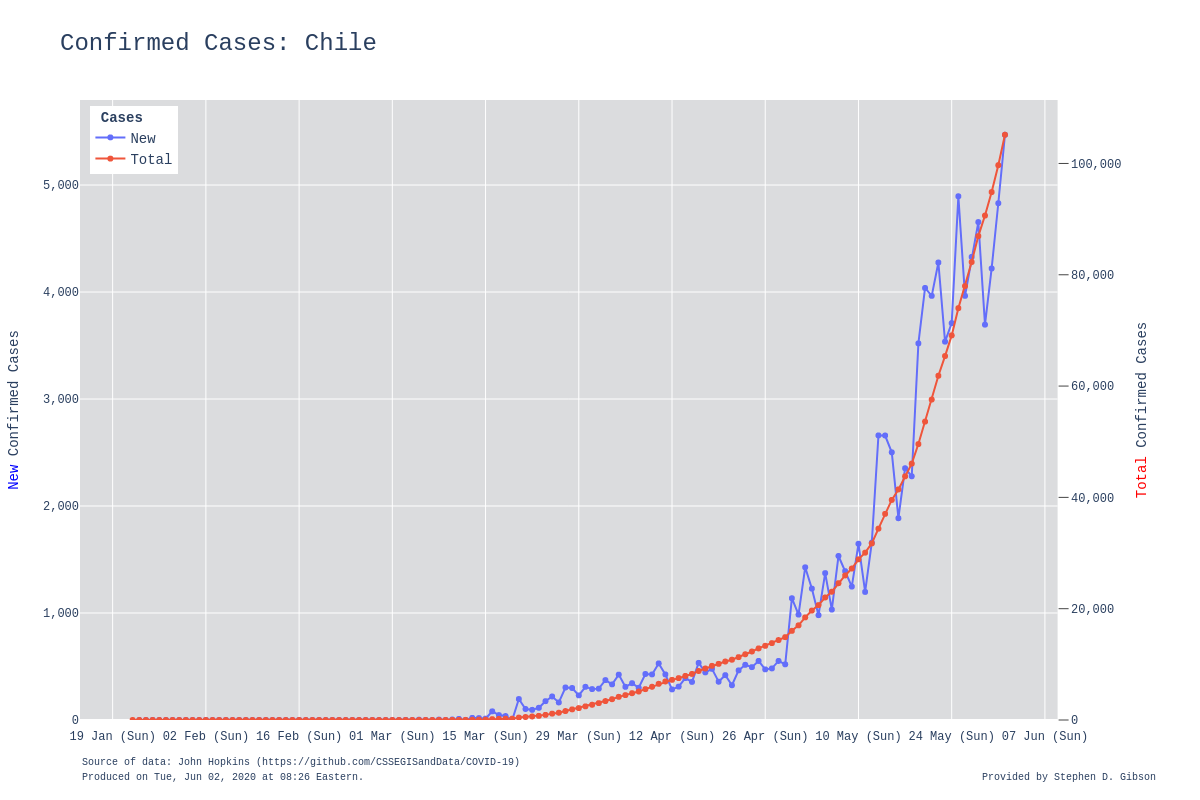 Confirmed Cases: Chile
Cases
New
Total
5,000
4,000
3,000
2,000
1,000
0
100,000
80,000
60,000
40,000
20,000
0
New Confirmed Cases
Total Confirmed Cases
19 Jan (Sun) 02 Feb (Sun) 16 Feb (Sun) 01 Mar (Sun) 15 Mar (Sun) 29 Mar (Sun) 12 Apr (Sun) 26 Apr (Sun) 10 May (Sun) 24 May (Sun) 07 Jun (Sun)
Source of data: John Hopkins (https://github.com/CSSEGISandData/COVID-19)
Produced on Tue, Jun 02, 2020 at 08:26 Eastern.
Provided by Stephen D. Gibson